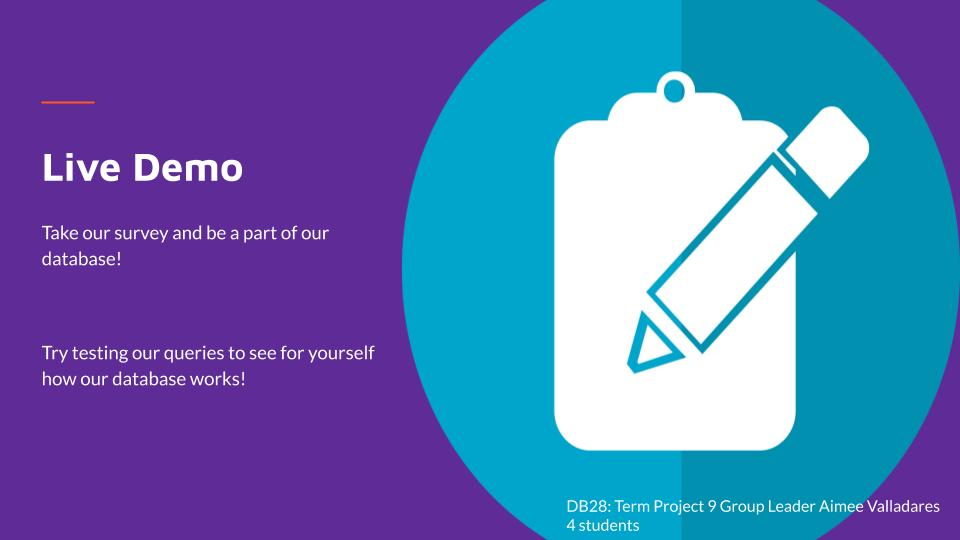 Live Demo
Take our survey and be a part of our
database!
Try testing our queries to see for yourself
how our database works!
DB28: Term Project 9 Group Leader Aimee Valladares
4 students